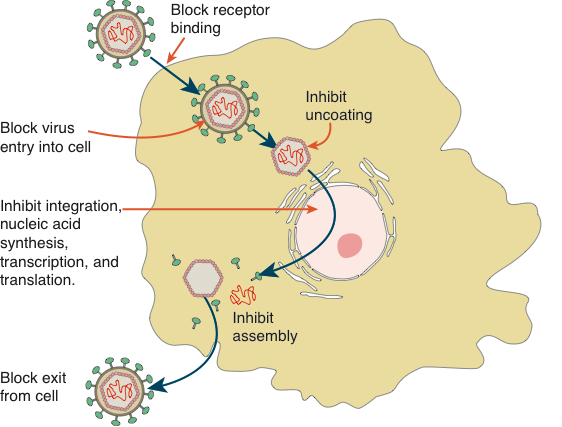 Block receptor
binding
Inhibit
uncoating
Block virus
entry into cell
Inhibit integration,
nucleic acid
synthesis,
transcription, and
translation.
Inhibit
assembly
Block exit
from cell